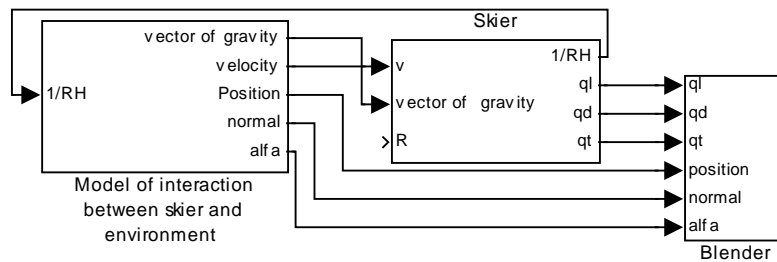 Skier
vector of gravity
velocity
Position
normal
alfa
1/RH
Model of interaction
between skier and
environment
1/RH
v
vector of gravity
R
ql
qd
qt
ql
qd
qt
position
normal
alfa
Blender